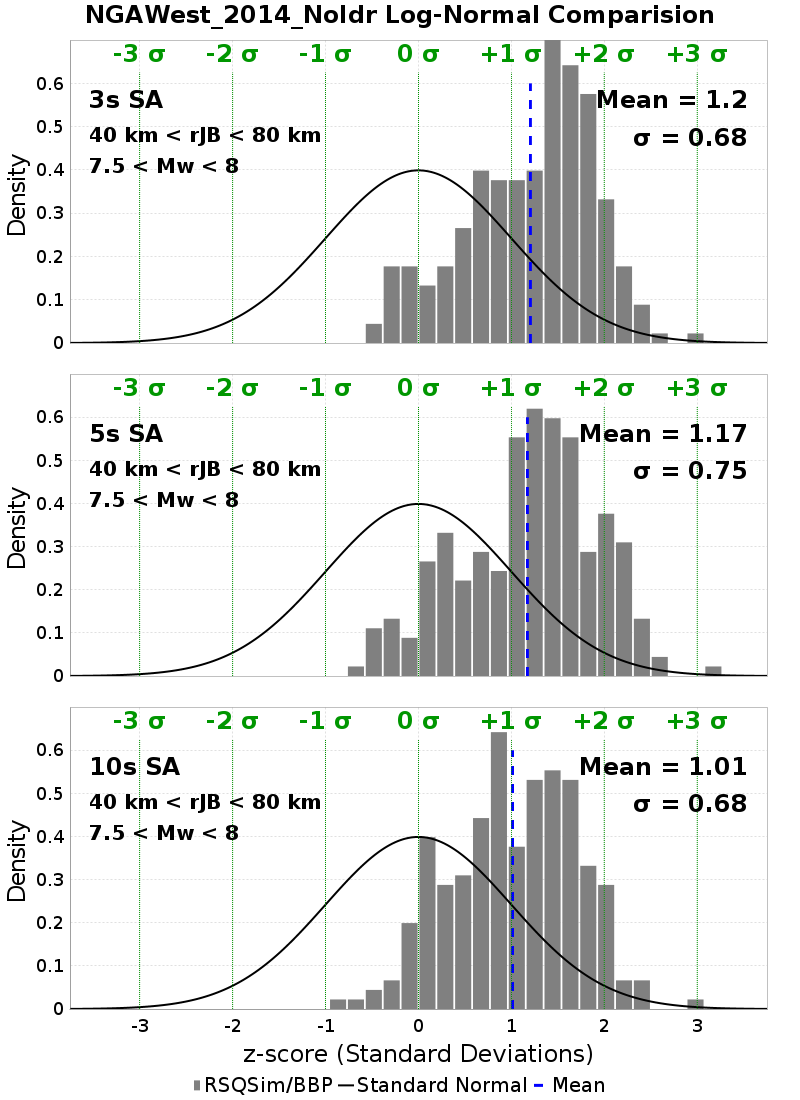 NGAWest_2014_NoIdr Log-Normal Comparision
-3 σ -2 σ -1 σ 0 σ +1 σ +2 σ +3 σ
3s SA
Mean = 1.2
40 km < rJB < 80 km
σ = 0.68
7.5 < Mw < 8
Density
0.6
0.5
0.4
0.3
0.2
0.1
0
-3 σ -2 σ -1 σ 0 σ +1 σ +2 σ +3 σ
5s SA
Mean = 1.17
40 km < rJB < 80 km
σ = 0.75
7.5 < Mw < 8
Density
0.6
0.5
0.4
0.3
0.2
0.1
0
-3 σ -2 σ -1 σ 0 σ +1 σ +2 σ +3 σ
10s SA
Mean = 1.01
40 km < rJB < 80 km
σ = 0.68
7.5 < Mw < 8
Density
0.6
0.5
0.4
0.3
0.2
0.1
0
-3 -2 -1 0 1 2 3
z-score (Standard Deviations)
RSQSim/BBP Standard Normal Mean